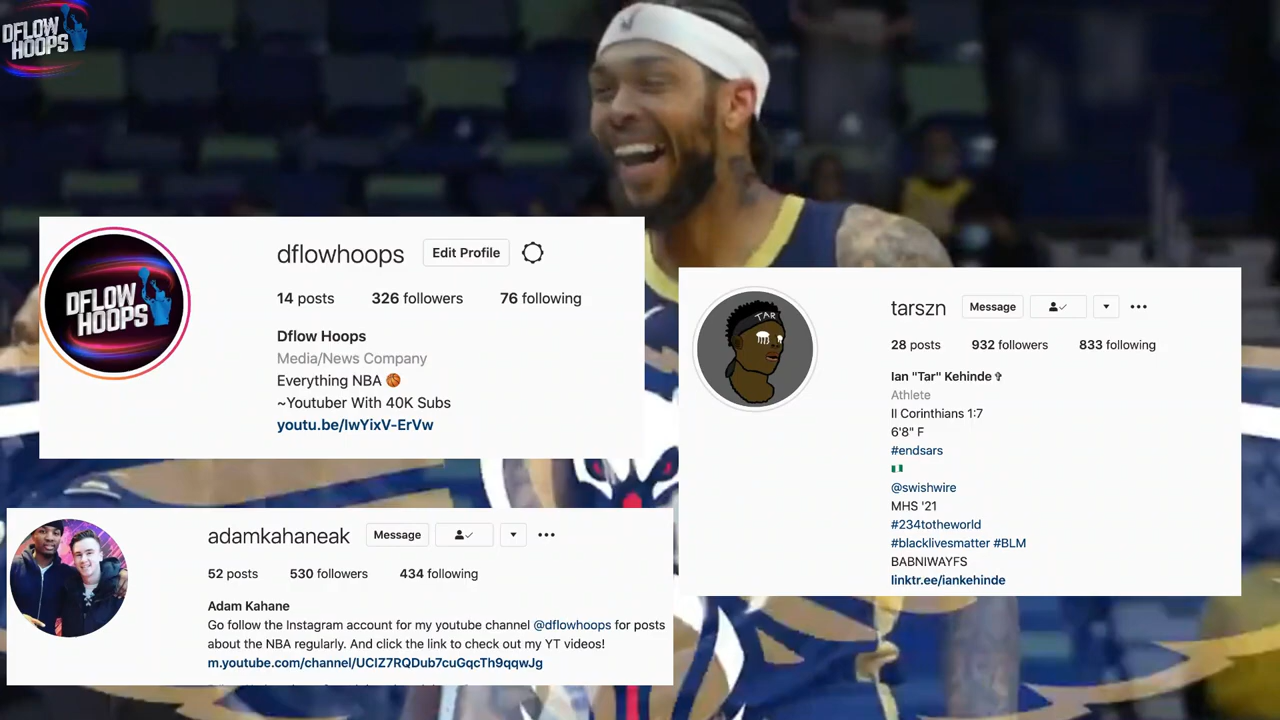 DFLOW
HOOPS
DFLOW
HOOPS
dflowhoops Edit Profile
14 posts 326 followers 76 following
Dflow Hoops
Media/News Company
Everything NBA 🏀
~Youtuber With 40K Subs
youtu.be/lwYixV-ErVw
TAR
tarszn Message
28 posts 932 followers 833 following
Ian "Tar" Kehinde ✞
Athlete
II Corinthians 1:7
6'8" F
#endsars
🇳🇬
@swishwire
MHS '21
#234totheworld
#blacklivesmatter #BLM
BABNIWAYFS
linktr.ee/iankehinde
adamkahaneak Message
52 posts 530 followers 434 following
Adam Kahane
Go follow the Instagram account for my youtube channel @dflowhoops for posts
about the NBA regularly. And click the link to check out my YT videos!
m.youtube.com/channel/UCIZ7RQDub7cuGqcTh9qqwJg